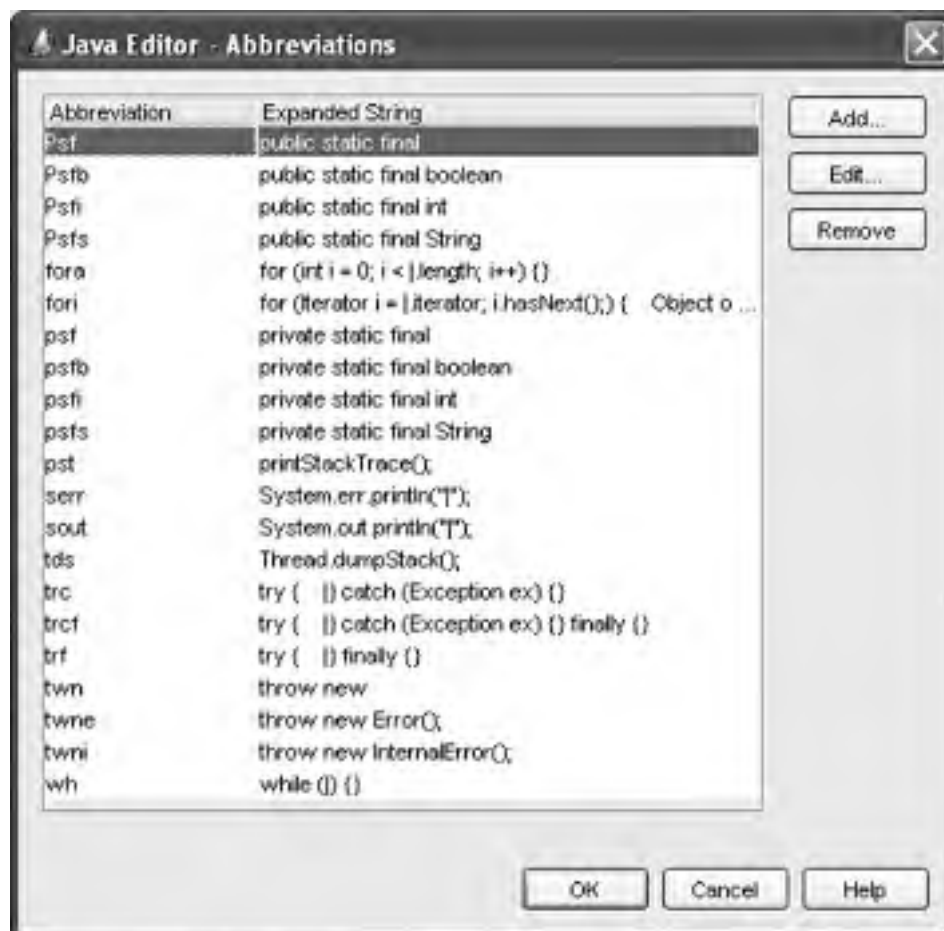 Java Editor - Abbreviations
Abbreviation Expanded String
Psf public static final
Psfb public static final boolean
Psfi public static final int
Psfs public static final String
fora for (int i = 0; i < |.length; i++) {}
fori for (Iterator i = |.iterator; i.hasNext();) { Object o ...
psf private static final
psfb private static final boolean
psfi private static final int
psfs private static final String
pst printStackTrace();
serr System.err.println("|");
sout System.out.println("|");
tds Thread.dumpStack();
trc try { |} catch (Exception ex) {}
trcf try { |} catch (Exception ex) {} finally {}
trf try { |} finally {}
twn throw new
twne throw new Error();
twni throw new InternalError();
wh while (|) {}
Add...
Edit...
Remove
OK Cancel Help